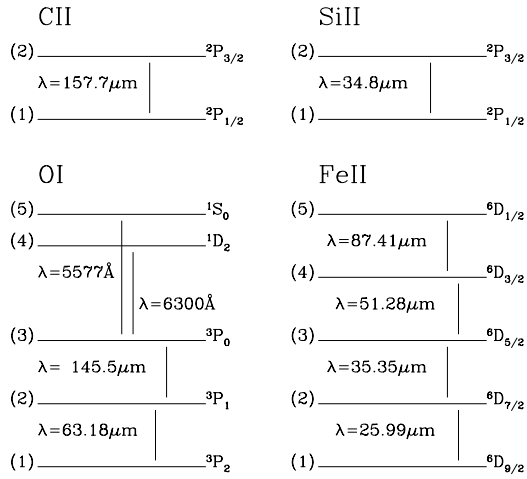 CII
(2) ²P₃/₂
λ=157.7μm
(1) ²P₁/₂
SiII
(2) ²P₃/₂
λ=34.8μm
(1) ²P₁/₂
OI
(5) ¹S₀
(4) ¹D₂
λ=5577Å
λ=6300Å
(3) ³P₀
λ= 145.5μm
(2) ³P₁
λ=63.18μm
(1) ³P₂
FeII
(5) ⁶D₁/₂
λ=87.41μm
(4) ⁶D₃/₂
λ=51.28μm
(3) ⁶D₅/₂
λ=35.35μm
(2) ⁶D₇/₂
λ=25.99μm
(1) ⁶D₉/₂